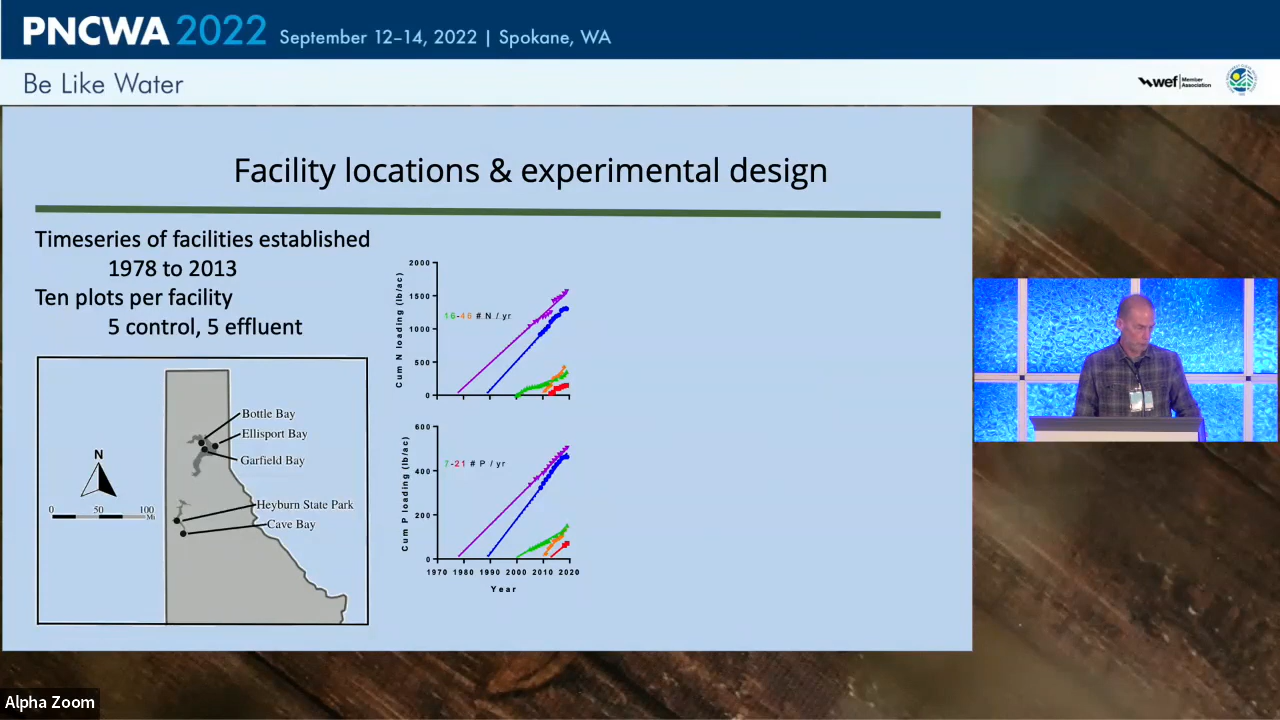 PNCWA 2022 September 12–14, 2022 | Spokane, WA
Be Like Water
wef Member Association
Facility locations & experimental design
Timeseries of facilities established
1978 to 2013
Ten plots per facility
5 control, 5 effluent
Bottle Bay
Ellisport Bay
Garfield Bay
Heyburn State Park
Cave Bay
N
0 50 100
Mi
Cum N loading (lb/ac)
2000
1500
1000
500
0
16-46 # N / yr
Cum P loading (lb/ac)
600
400
200
0
7-21 # P / yr
1970 1980 1990 2000 2010 2020
Year
Alpha Zoom